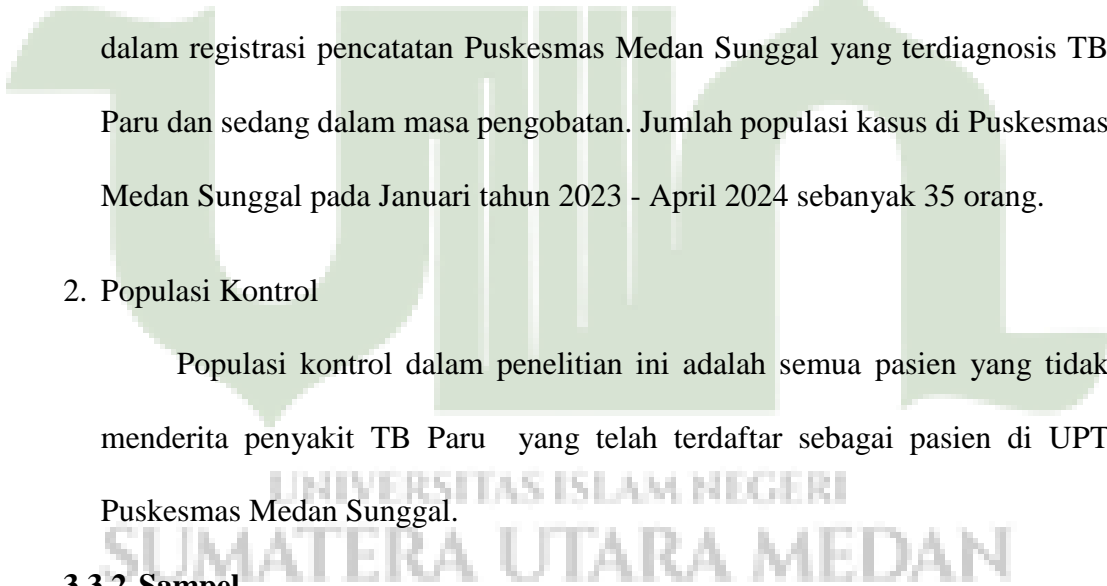 dalam registrasi pencatatan Puskesmas Medan Sunggal yang terdiagnosis TB
Paru dan sedang dalam masa pengobatan. Jumlah populasi kasus di Puskesmas
Medan Sunggal pada Januari tahun 2023 - April 2024 sebanyak 35 orang.
2. Populasi Kontrol
Populasi kontrol dalam penelitian ini adalah semua pasien yang tidak
menderita penyakit TB Paru yang telah terdaftar sebagai pasien di UPT
UNIVERSITAS ISLAM NEGERI
Puskesmas Medan Sunggal.
SUMATERA UTARA MEDAN
3.3.2 Sampel